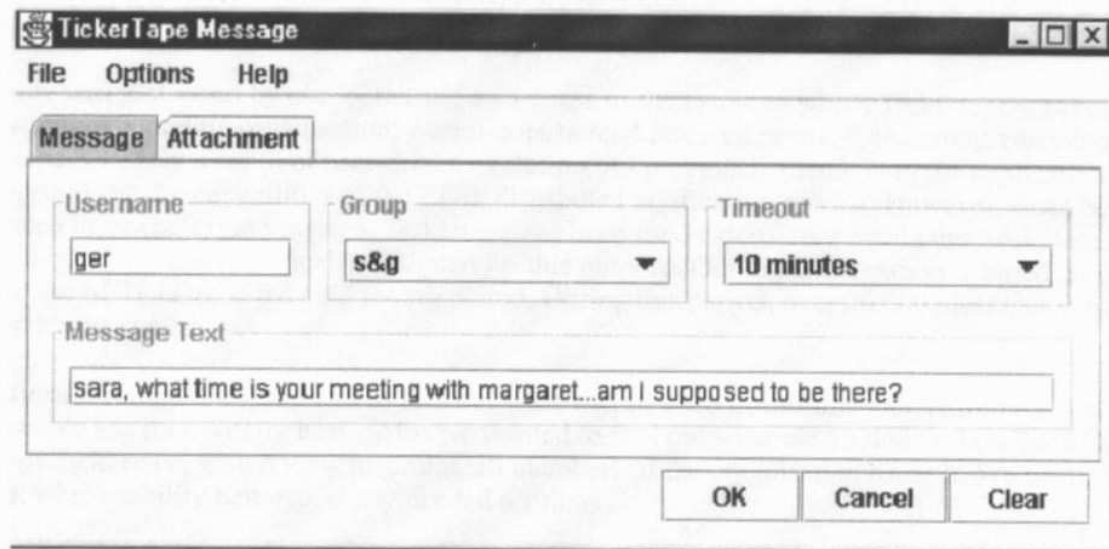 TickerTape Message
File Options Help
Message Attachment
Username Group Timeout
ger s&g 10 minutes
Message Text
sara, what time is your meeting with margaret...am I supposed to be there?
OK Cancel Clear